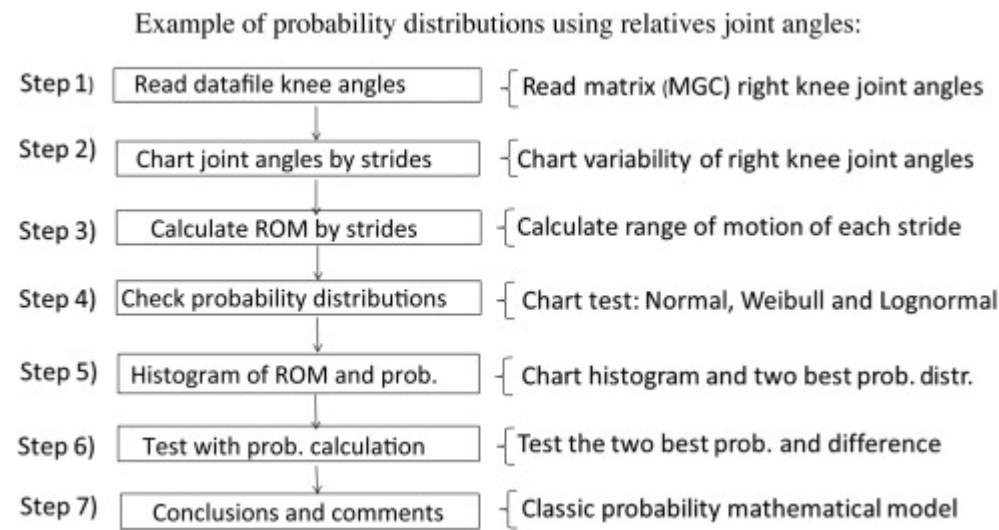 Example of probability distributions using relatives joint angles:
Step 1) Read datafile knee angles Read matrix (MGC) right knee joint angles
Step 2) Chart joint angles by strides Chart variability of right knee joint angles
Step 3) Calculate ROM by strides Calculate range of motion of each stride
Step 4) Check probability distributions Chart test: Normal, Weibull and Lognormal
Step 5) Histogram of ROM and prob. Chart histogram and two best prob. distr.
Step 6) Test with prob. calculation Test the two best prob. and difference
Step 7) Conclusions and comments Classic probability mathematical model